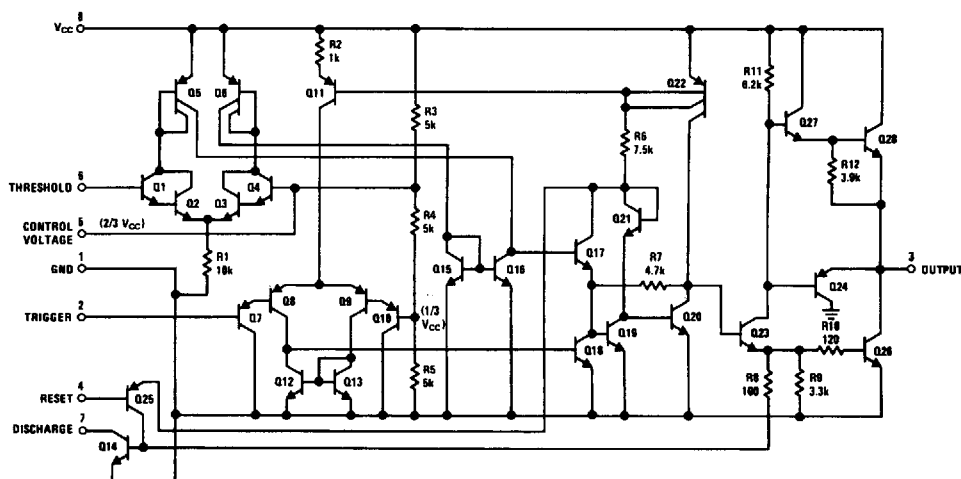 VCC 8
R2
1k
Q5
Q6
Q11
Q22
R11
6.2k
Q27
Q28
R3
5k
R6
7.5k
R12
3.9k
THRESHOLD 6
Q1
Q2
Q3
Q4
CONTROL
VOLTAGE 5
(2/3 VCC)
R4
5k
Q21
GND 1
R1
10k
Q15
Q16
Q17
R7
4.7k
Q24
3
OUTPUT
TRIGGER 2
Q7
Q8
Q9
Q10
(1/3
VCC)
Q18
Q19
Q20
Q23
R10
120
Q26
Q12
Q13
R5
5k
R8
100
R9
3.3k
RESET 4
Q25
DISCHARGE 7
Q14